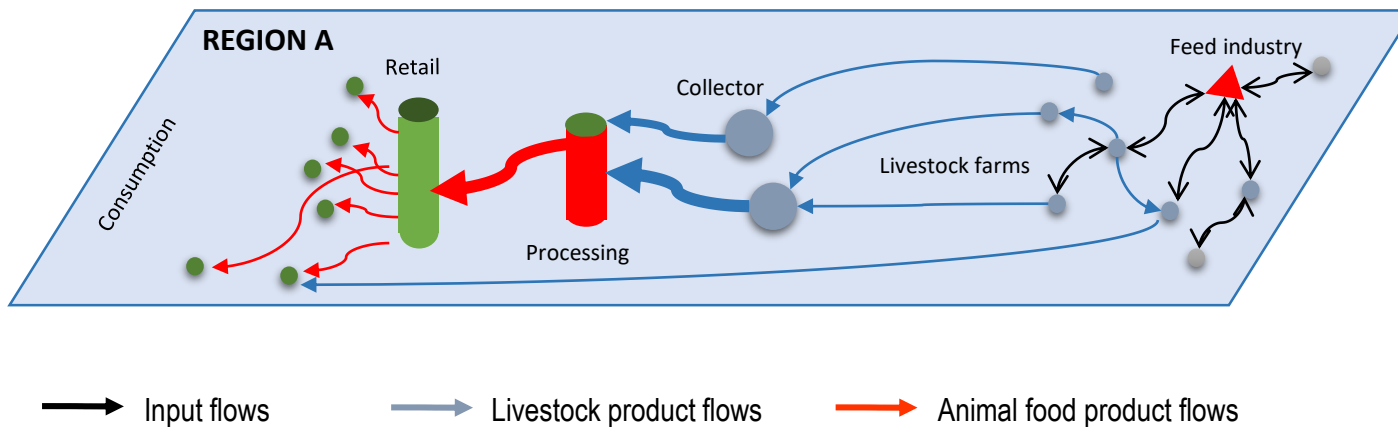 REGION A
Feed industry
Retail
Collector
Consumption
Livestock farms
Processing
Input flows
Livestock product flows
Animal food product flows